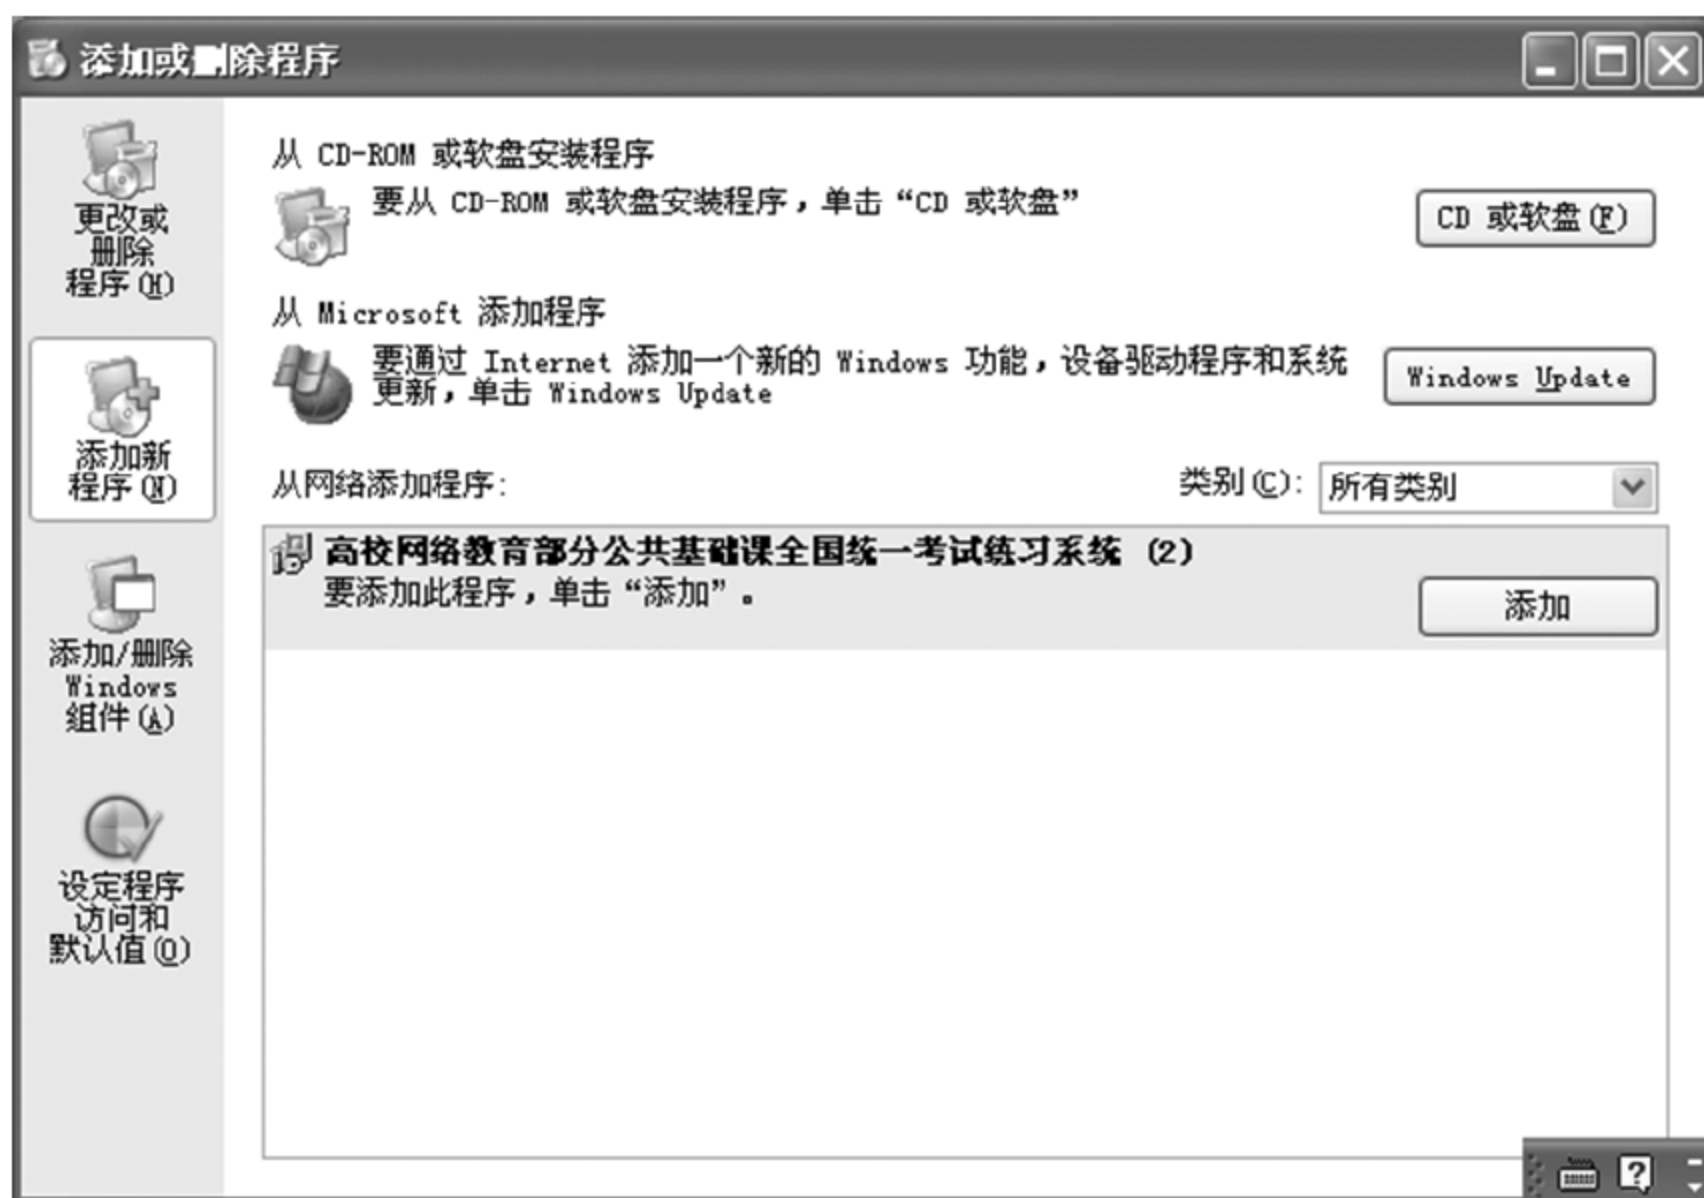 添加或删除程序
更改或
删除
程序(H)
添加新
程序(N)
添加/删除
Windows
组件(A)
设定程序
访问和
默认值(O)
从 CD-ROM 或软盘安装程序
要从 CD-ROM 或软盘安装程序，单击“CD 或软盘”
CD 或软盘(F)
从 Microsoft 添加程序
要通过 Internet 添加一个新的 Windows 功能，设备驱动程序和系统
更新，单击 Windows Update
Windows Update
从网络添加程序:
类别(C):
所有类别
高校网络教育部分公共基础课全国统一考试练习系统 (2)
要添加此程序，单击“添加”。
添加